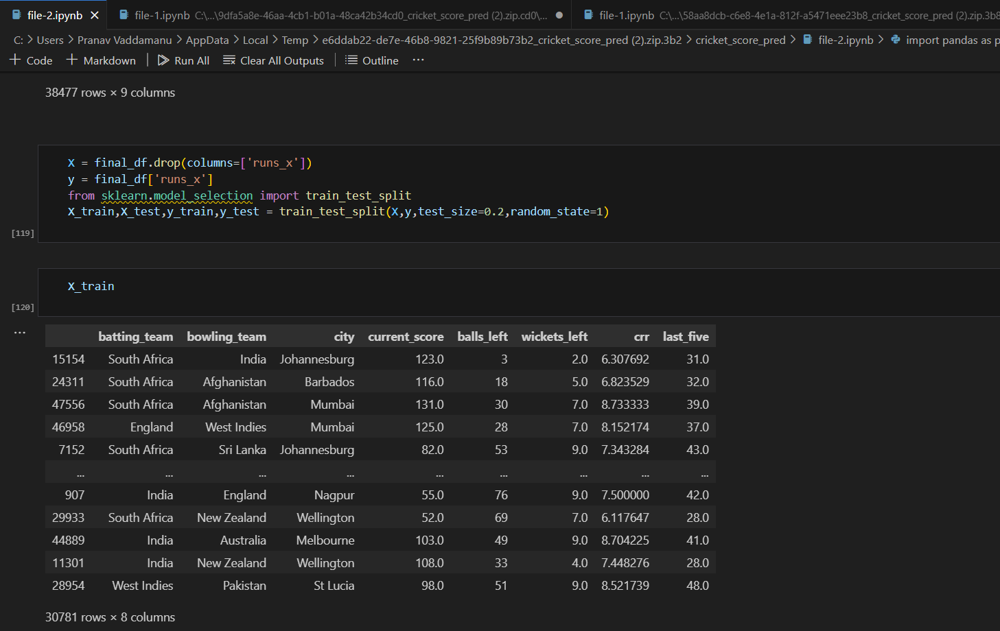 file-2.ipynb file-1.ipynb C:\...\9dfa5a8e-46aa-4cb1-b01a-48ca42b34cd0_cricket_score_pred (2).zip.cd0\... file-1.ipynb C:\...\58aa8dcb-c6e8-4e1a-812f-a5471eee23b8_cricket_score_pred (2).zip.3b8
C: > Users > Pranav Vaddamanu > AppData > Local > Temp > e6ddab22-de7e-46b8-9821-25f9b89b73b2_cricket_score_pred (2).zip.3b2 > cricket_score_pred > file-2.ipynb > import pandas as p
+ Code + Markdown Run All Clear All Outputs Outline ...
38477 rows × 9 columns
X = final_df.drop(columns=['runs_x'])
y = final_df['runs_x']
from sklearn.model_selection import train_test_split
X_train,X_test,y_train,y_test = train_test_split(X,y,test_size=0.2,random_state=1)
[119]
X_train
[120]
...
batting_team bowling_team city current_score balls_left wickets_left crr last_five
15154 South Africa India Johannesburg 123.0 3 2.0 6.307692 31.0
24311 South Africa Afghanistan Barbados 116.0 18 5.0 6.823529 32.0
47556 South Africa Afghanistan Mumbai 131.0 30 7.0 8.733333 39.0
46958 England West Indies Mumbai 125.0 28 7.0 8.152174 37.0
7152 South Africa Sri Lanka Johannesburg 82.0 53 9.0 7.343284 43.0
... ... ... ... ... ... ... ... ...
907 India England Nagpur 55.0 76 9.0 7.500000 42.0
29933 South Africa New Zealand Wellington 52.0 69 7.0 6.117647 28.0
44889 India Australia Melbourne 103.0 49 9.0 8.704225 41.0
11301 India New Zealand Wellington 108.0 33 4.0 7.448276 28.0
28954 West Indies Pakistan St Lucia 98.0 51 9.0 8.521739 48.0
30781 rows × 8 columns